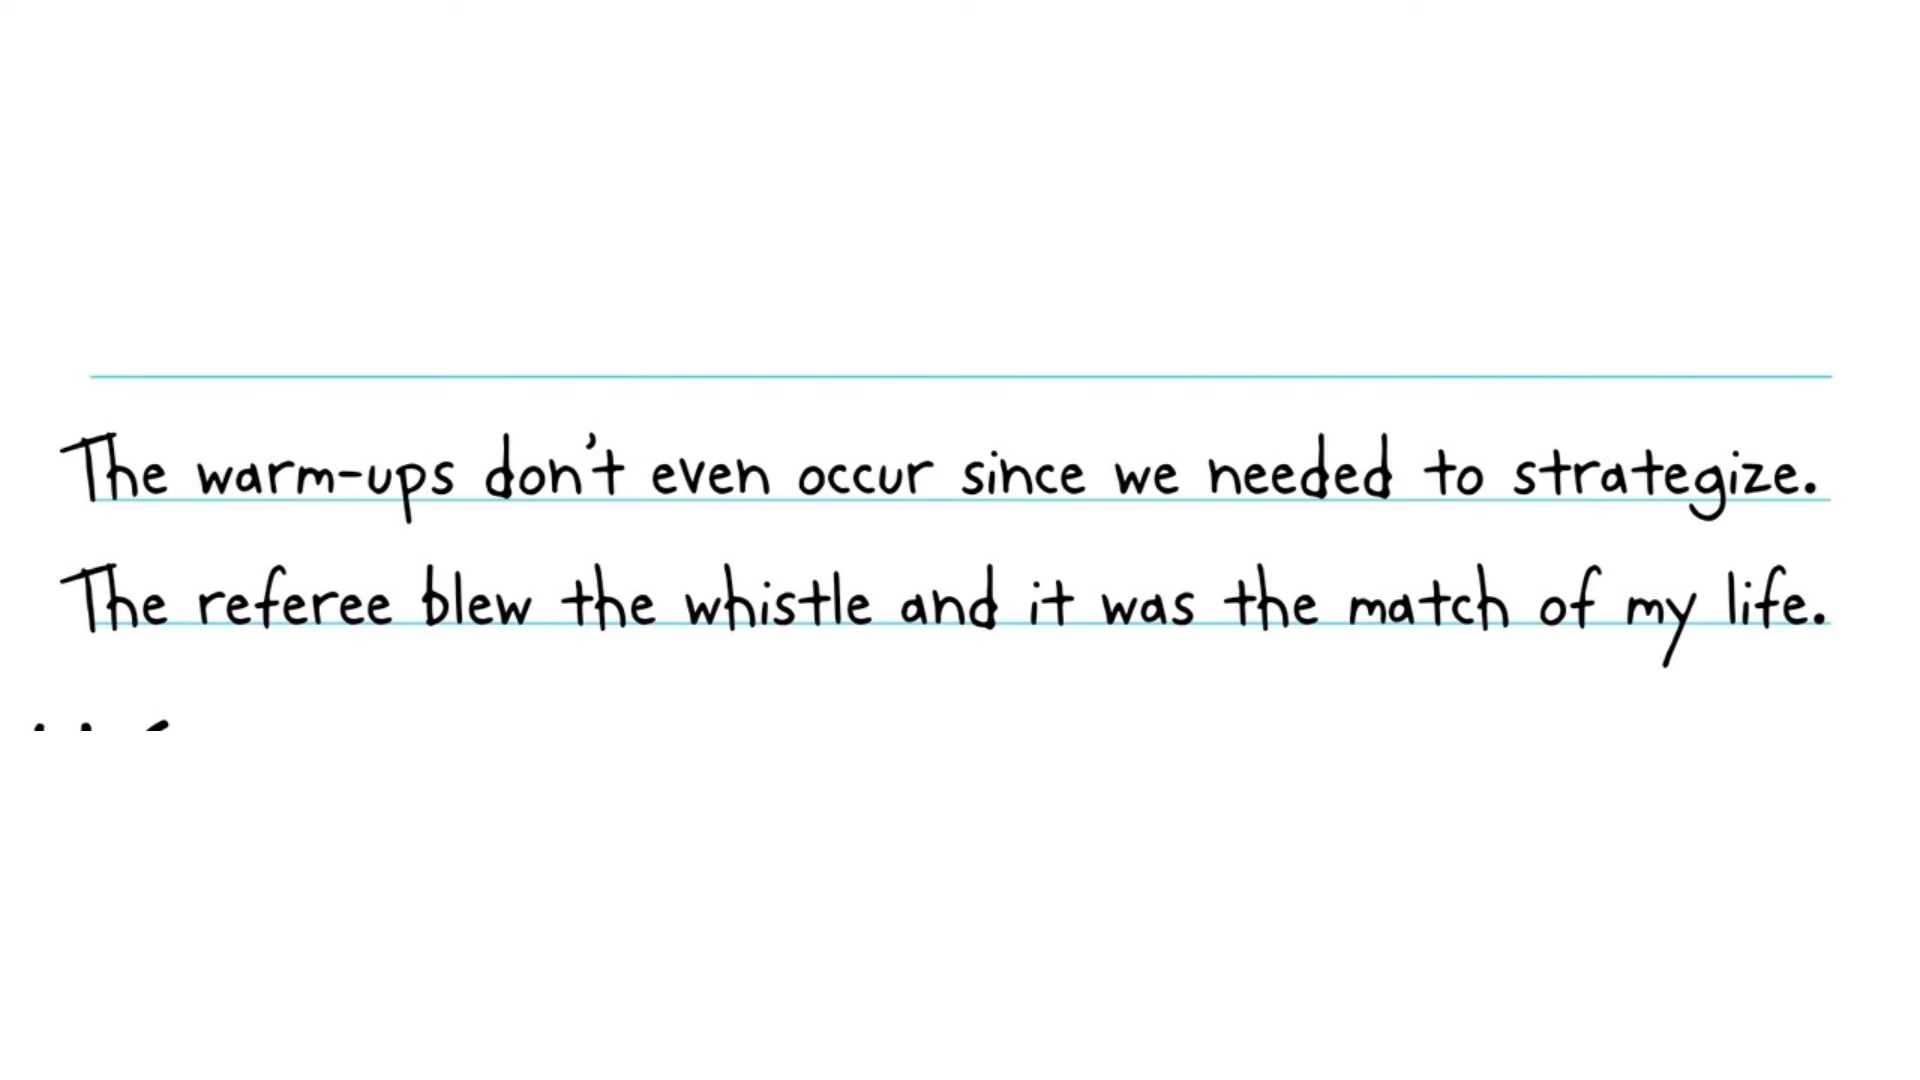 The warm-ups don't even occur since we needed to strategize.
The referee blew the whistle and it was the match of my life.